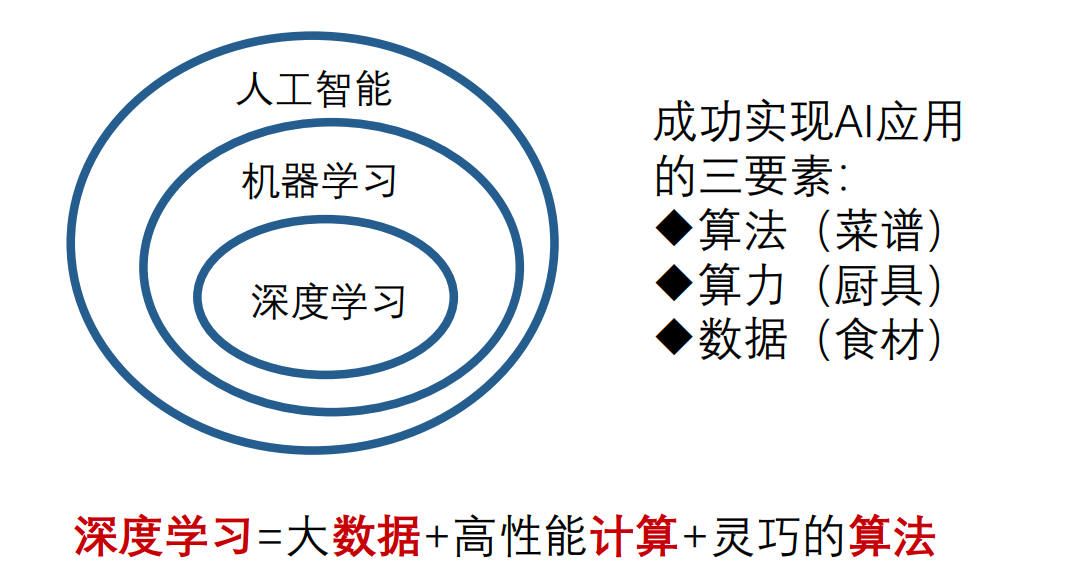 人工智能
机器学习
深度学习
成功实现AI应用
的三要素：
◆算法（菜谱）
◆算力（厨具）
◆数据（食材）
深度学习=大数据+高性能计算+灵巧的算法